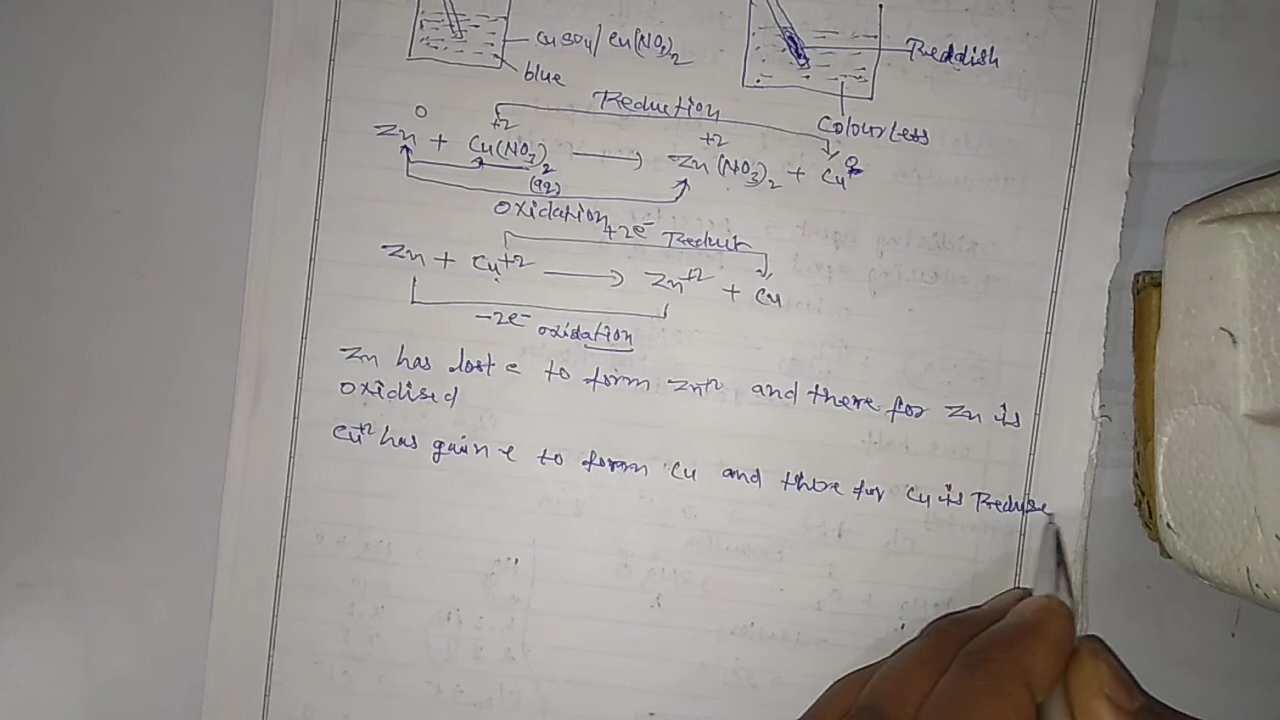 CuSO4/Cu(NO3)2
blue
Reddish
Colourless
Reduction
0 +2 +2 0
Zn + Cu(NO3)2 → Zn(NO3)2 + Cu
(aq)
oxidation
+2e- Reduct
Zn + Cu+2 → Zn+2 + Cu
-2e- oxidation
Zn has lost e to form Zn+2 and there for Zn is
oxidised
Cu+2 has gain e to form Cu and there for Cu is Reduse